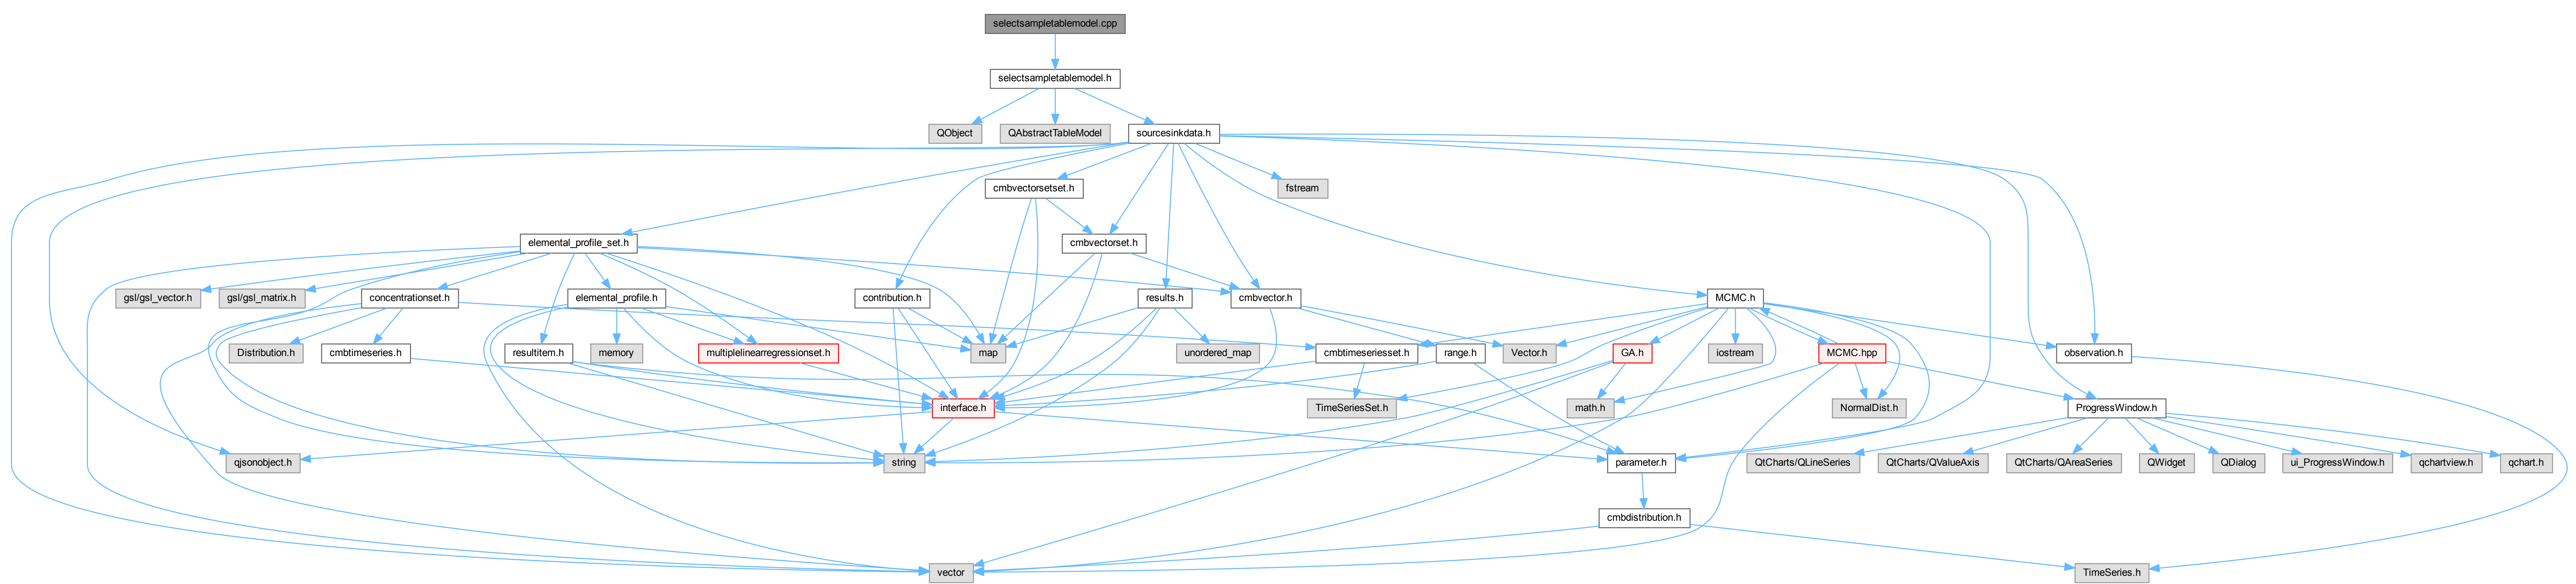 selectsampletablemodel.cpp
selectsampletablemodel.h
QObject
QAbstractTableModel
sourcesinkdata.h
cmbvectorsetset.h
fstream
elemental_profile_set.h
cmbvectorset.h
gsl/gsl_vector.h
gsl/gsl_matrix.h
concentrationset.h
elemental_profile.h
contribution.h
results.h
cmbvector.h
MCMC.h
Distribution.h
cmbtimeseries.h
resultitem.h
memory
multiplelinearregressionset.h
map
unordered_map
cmbtimeseriesset.h
range.h
Vector.h
GA.h
iostream
MCMC.hpp
observation.h
interface.h
TimeSeriesSet.h
math.h
NormalDist.h
ProgressWindow.h
qjsonobject.h
string
parameter.h
QtCharts/QLineSeries
QtCharts/QValueAxis
QtCharts/QAreaSeries
QWidget
QDialog
ui_ProgressWindow.h
qchartview.h
qchart.h
cmbdistribution.h
vector
TimeSeries.h